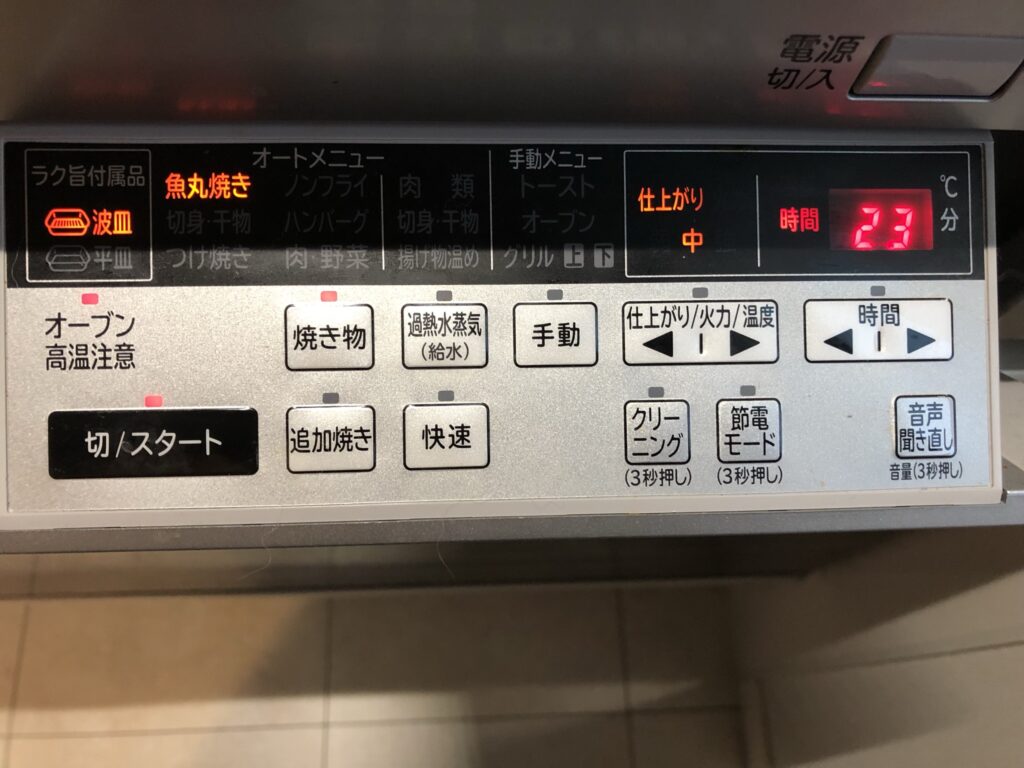 電源
切/入
ラク旨付属品
波皿
平皿
オートメニュー
魚丸焼き
ノンフライ
肉 類
切身・干物
ハンバーグ
切身・干物
つけ焼き
肉・野菜
揚げ物温め
手動メニュー
トースト
オーブン
グリル 上 下
仕上がり
中
時間
23
℃
分
オーブン
高温注意
焼き物
過熱水蒸気
(給水)
手動
仕上がり/火力/温度
◀ I ▶
時間
◀ I ▶
切/スタート
追加焼き
快速
クリー
ニング
(3秒押し)
節電
モード
(3秒押し)
音声
聞き直し
音量(3秒押し)